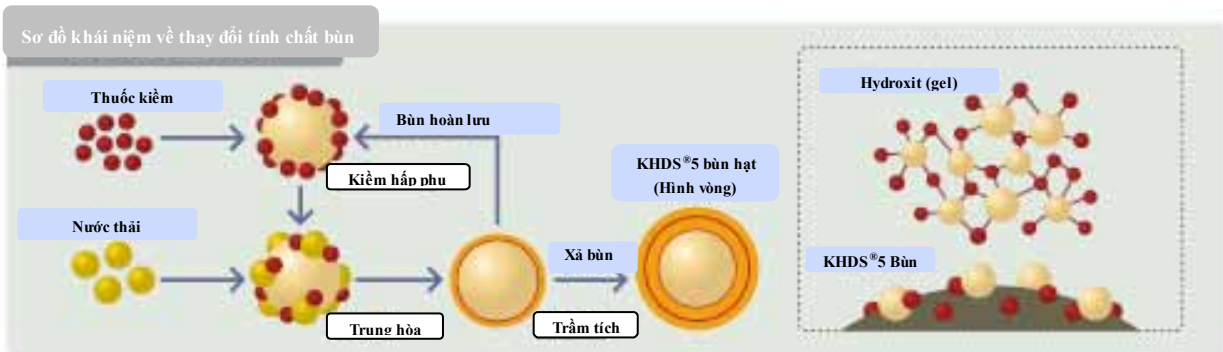 Sơ đồ khái niệm về thay đổi tính chất bùn
Thuốc kiềm
Bùn hoàn lưu
Kiềm hấp phụ
Nước thải
Trung hòa
Xả bùn
Trầm tích
KHDS®5 bùn hạt
(Hình vòng)
Hydroxit (gel)
KHDS®5 Bùn